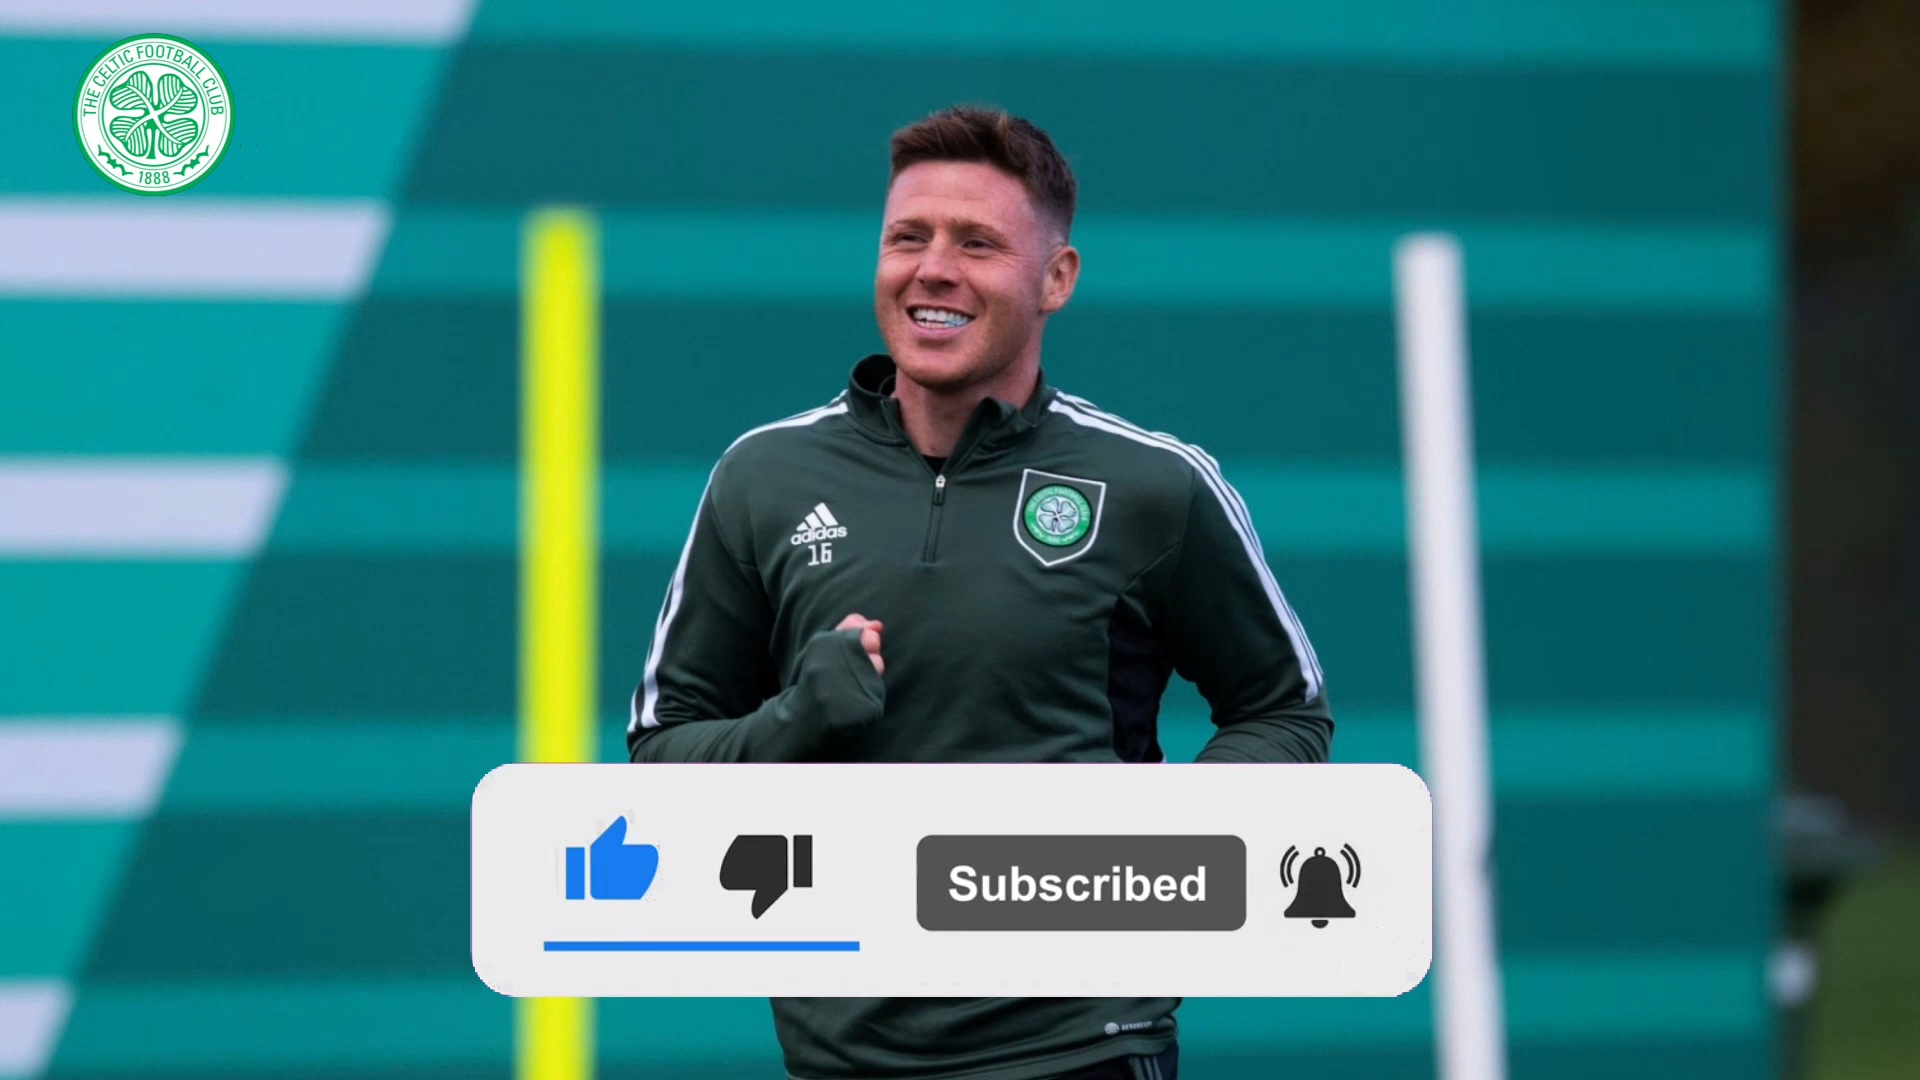 THE CELTIC FOOTBALL CLUB
1888
adidas
16
Subscribed